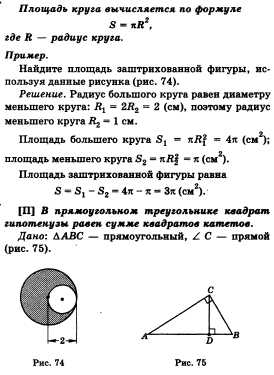 Площадь круга вычисляется по формуле
S = πR²,
где R — радиус круга.
Пример.
Найдите площадь заштрихованной фигуры, ис-
пользуя данные рисунка (рис. 74).
Решение. Радиус большого круга равен диаметру
меньшего круга: R₁ = 2R₂ = 2 (см), поэтому радиус
меньшего круга R₂ = 1 см.
Площадь большего круга S₁ = πR₁² = 4π (см²);
площадь меньшего круга S₂ = πR₂² = π (см²).
Площадь заштрихованной фигуры равна
S = S₁ – S₂ = 4π – π = 3π (см²).
[П] В прямоугольном треугольнике квадрат
гипотенузы равен сумме квадратов катетов.
Дано: ΔABC — прямоугольный, ∠ C — прямой
(рис. 75).
C
2
A D B
Рис. 74 Рис. 75